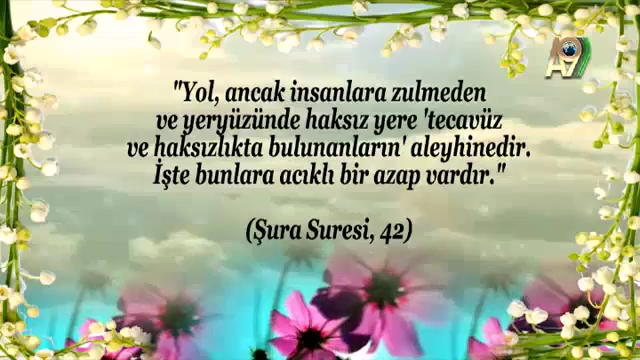 A9
"Yol, ancak insanlara zulmeden
ve yeryüzünde haksız yere 'tecavüz
ve haksızlıkta bulunanların' aleyhinedir.
İşte bunlara acıklı bir azap vardır."
(Şura Suresi, 42)